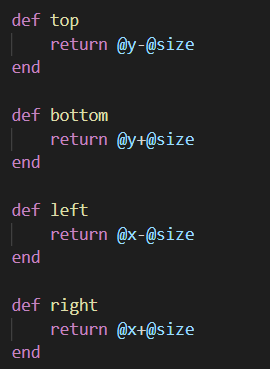 def top
    return @y-@size
end

def bottom
    return @y+@size
end

def left
    return @x-@size
end

def right
    return @x+@size
end